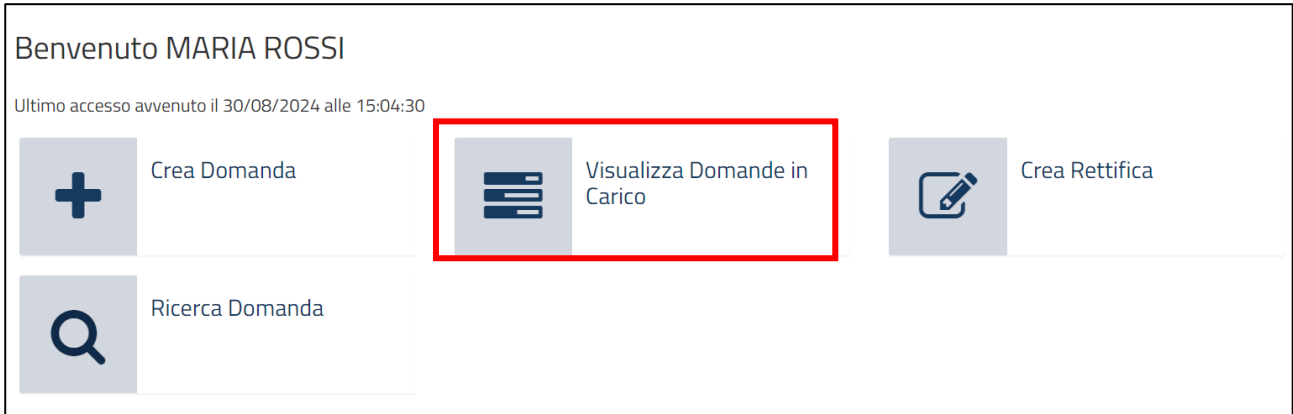 Benvenuto MARIA ROSSI
Ultimo accesso avvenuto il 30/08/2024 alle 15:04:30
Crea Domanda
Visualizza Domande in
Carico
Crea Rettifica
Ricerca Domanda